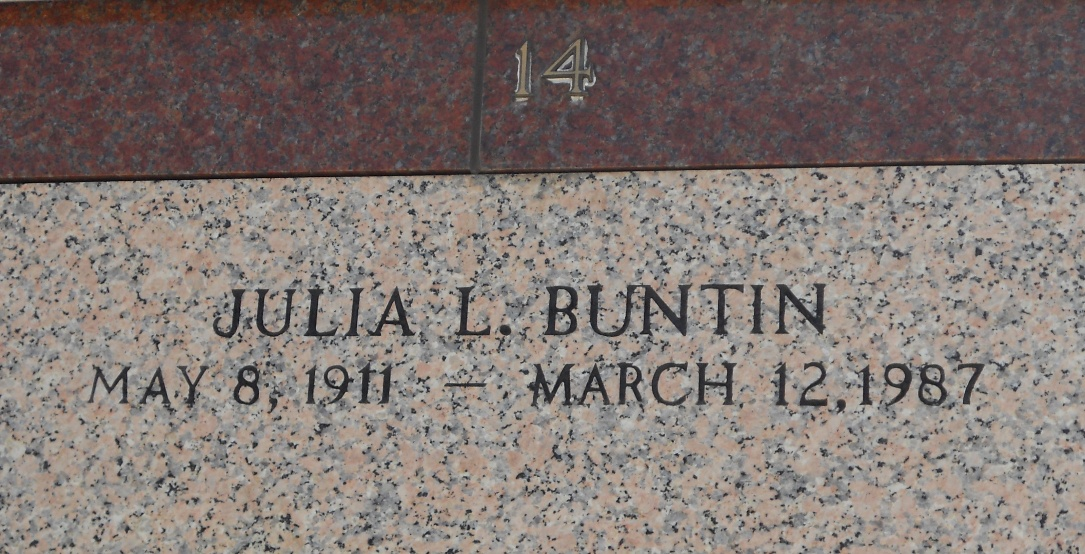 14
JULIA L. BUNTIN
MAY 8, 1911 — MARCH 12, 1987